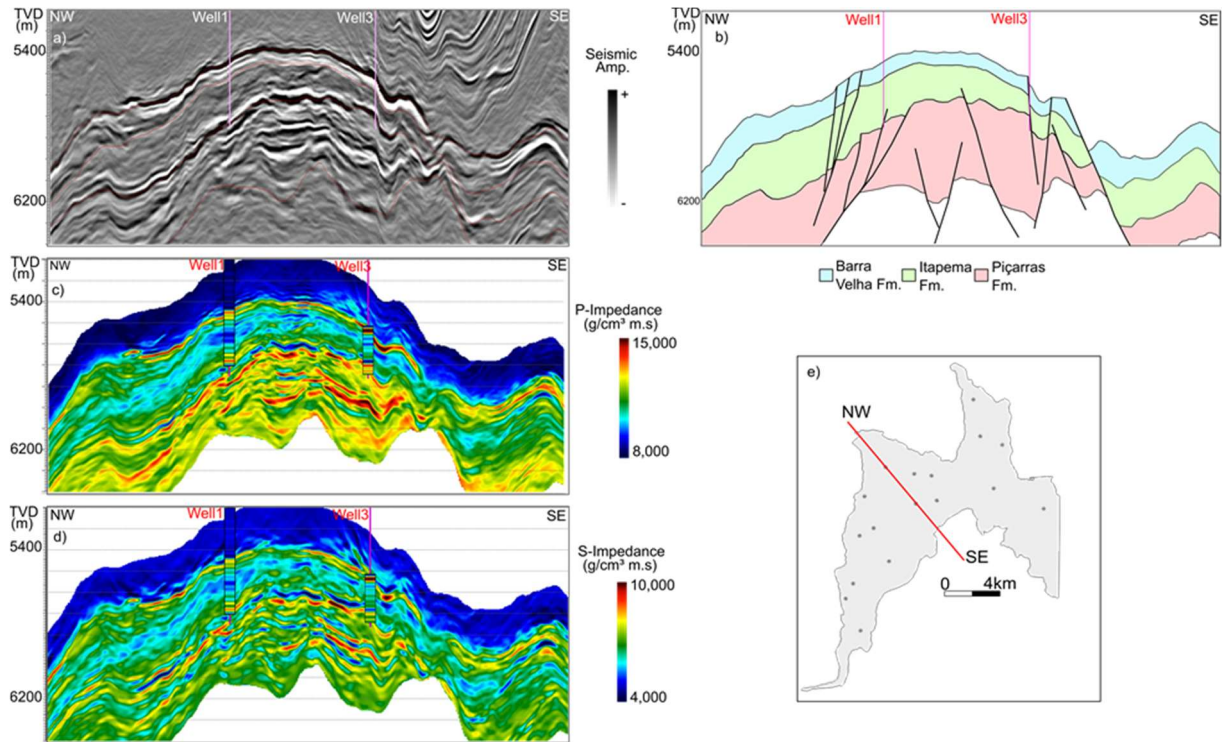 TVD
(m)
NW
Well1
Well3
SE
a)
5400
6200
Seismic
Amp.
+
-
TVD
(m)
NW
Well1
Well3
SE
b)
5400
6200
Barra
Velha Fm.
Itapema
Fm.
Piçarras
Fm.
TVD
(m)
NW
Well1
Well3
SE
c)
5400
6200
P-Impedance
(g/cm³ m.s)
15,000
8,000
TVD
(m)
NW
Well1
Well3
SE
d)
5400
6200
S-Impedance
(g/cm³ m.s)
10,000
4,000
e)
NW
SE
0 4km